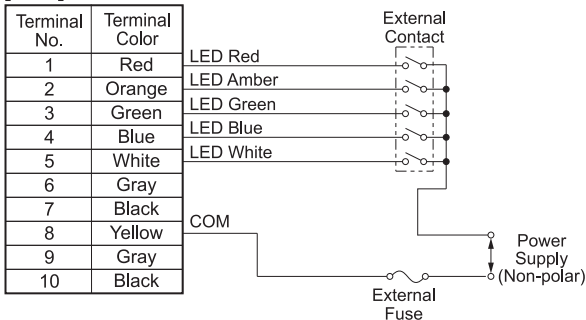 Terminal No. Terminal Color
1 Red LED Red
2 Orange LED Amber
3 Green LED Green
4 Blue LED Blue
5 White LED White
6 Gray
7 Black
8 Yellow COM
9 Gray
10 Black
External
Contact
Power
Supply
(Non-polar)
External
Fuse